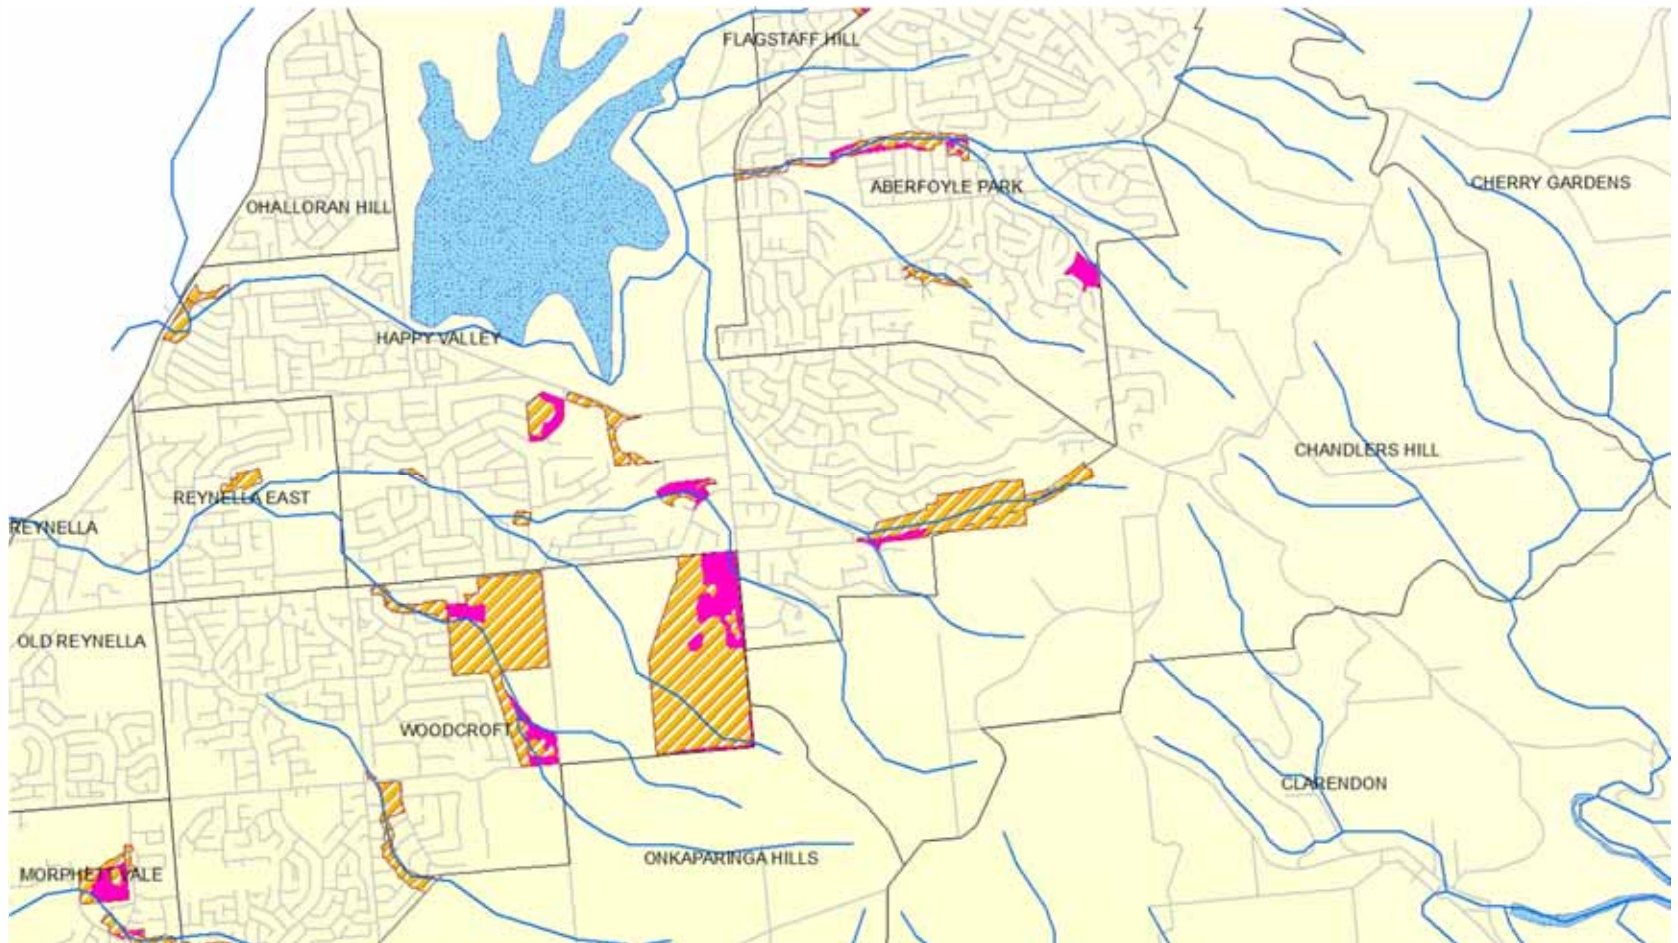 FLAGSTAFF HILL
ABERFOYLE PARK
CHERRY GARDENS
OHALLORAN HILL
HAPPY VALLEY
CHANDLERS HILL
REYNELLA EAST
REYNELLA
OLD REYNELLA
WOODCROFT
CLARENDON
ONKAPARINGA HILLS
MORPHETT VALE